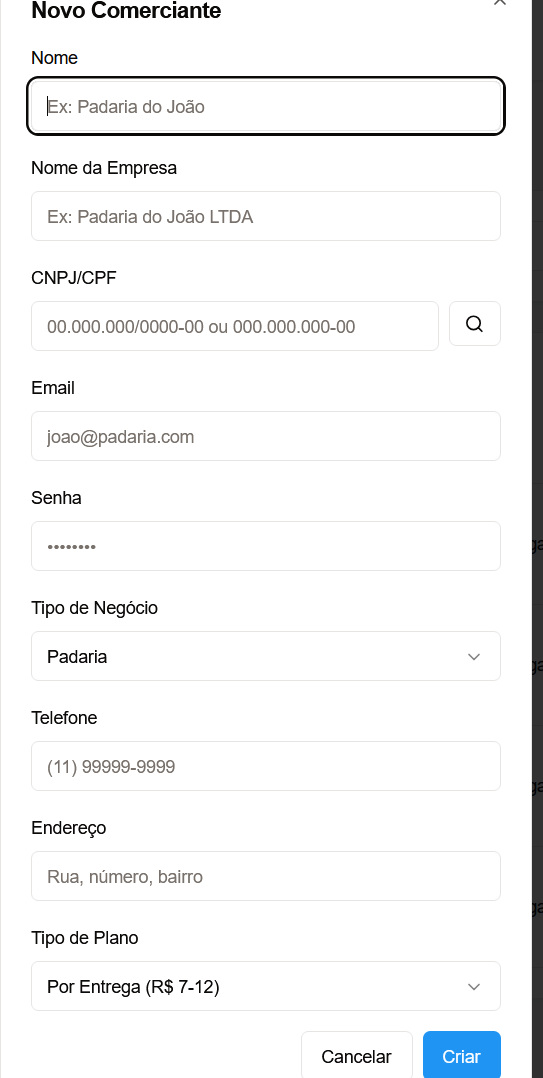 Novo Comerciante
Nome
Ex: Padaria do João
Nome da Empresa
Ex: Padaria do João LTDA
CNPJ/CPF
00.000.000/0000-00 ou 000.000.000-00
Email
joao@padaria.com
Senha
••••••••
Tipo de Negócio
Padaria
Telefone
(11) 99999-9999
Endereço
Rua, número, bairro
Tipo de Plano
Por Entrega (R$ 7-12)
Cancelar
Criar